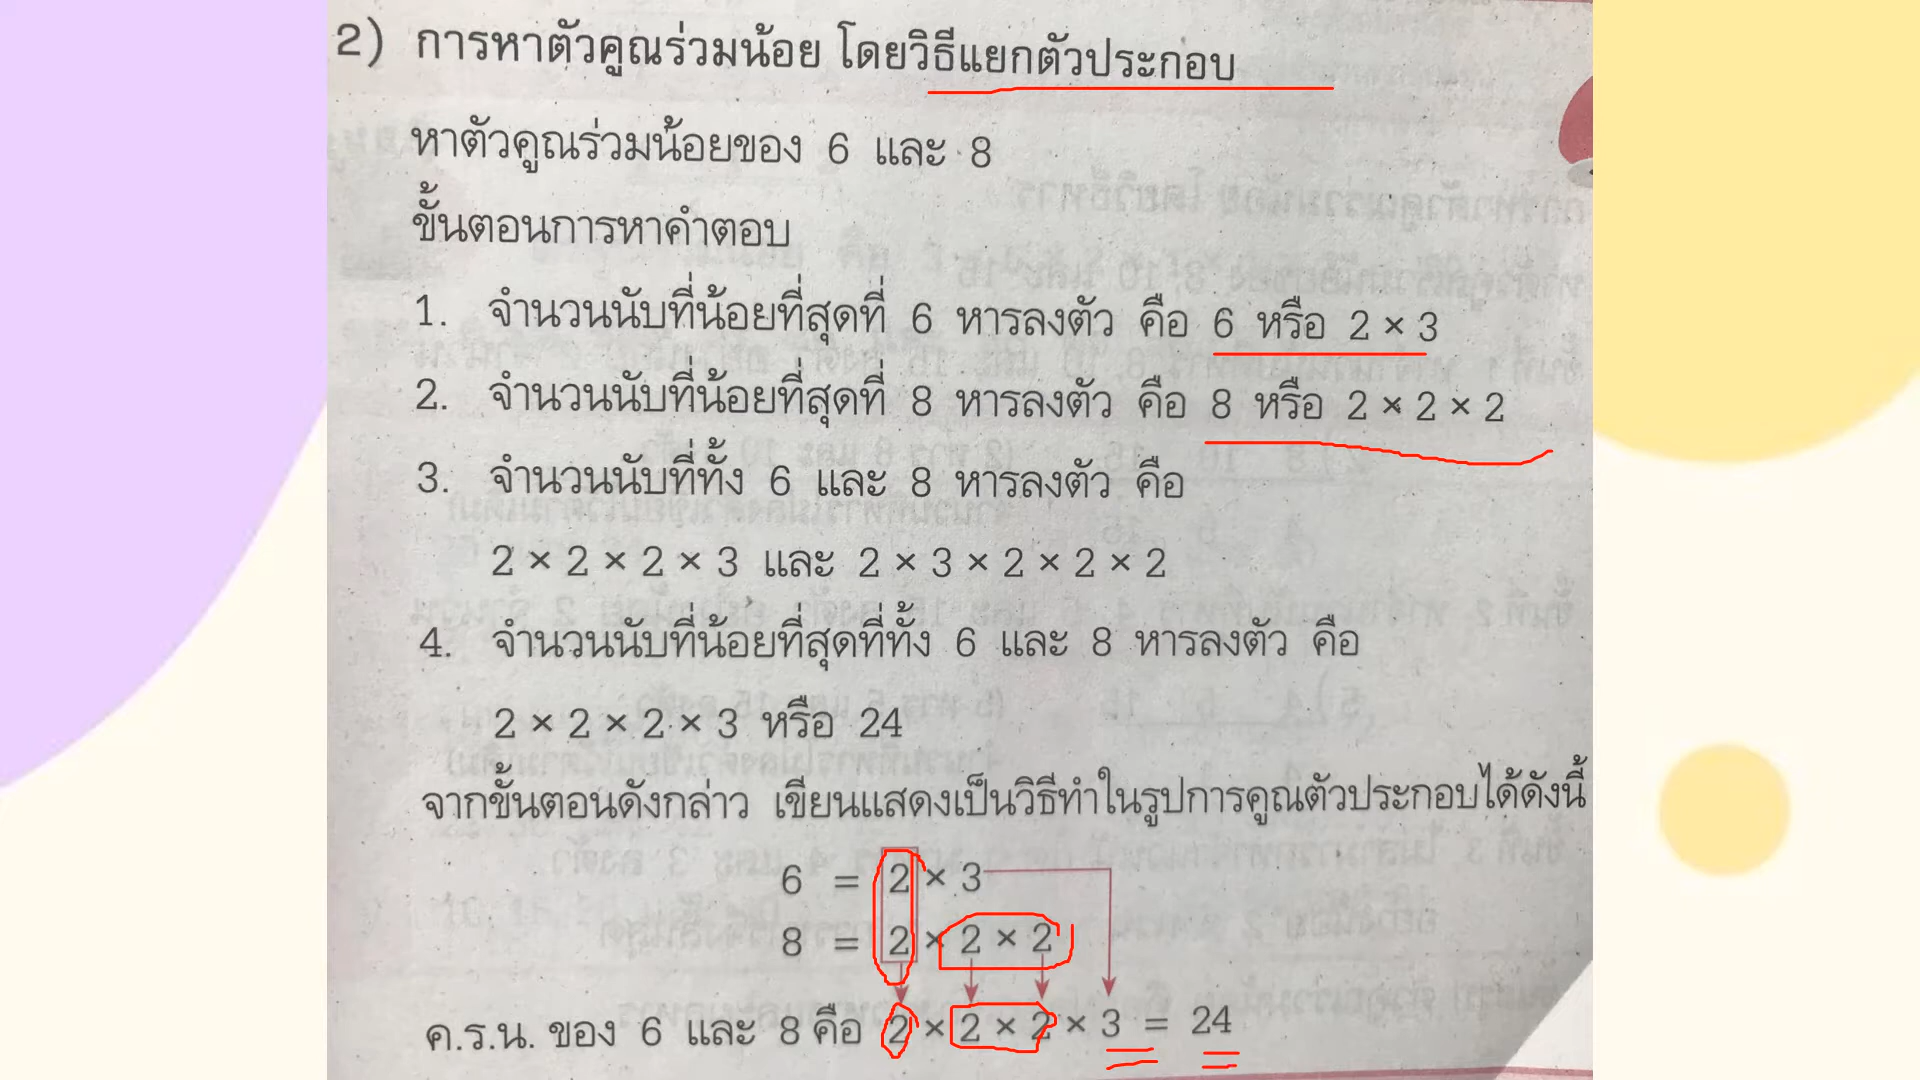 2) การหาตัวคูณร่วมน้อย โดยวิธีแยกตัวประกอบ
หาตัวคูณร่วมน้อยของ 6 และ 8
ขั้นตอนการหาคำตอบ
1. จำนวนนับที่น้อยที่สุดที่ 6 หารลงตัว คือ 6 หรือ 2 × 3
2. จำนวนนับที่น้อยที่สุดที่ 8 หารลงตัว คือ 8 หรือ 2 × 2 × 2
3. จำนวนนับที่ทั้ง 6 และ 8 หารลงตัว คือ
2 × 2 × 2 × 3 และ 2 × 3 × 2 × 2 × 2
4. จำนวนนับที่น้อยที่สุดที่ทั้ง 6 และ 8 หารลงตัว คือ
2 × 2 × 2 × 3 หรือ 24
จากขั้นตอนดังกล่าว เขียนแสดงเป็นวิธีทำในรูปการคูณตัวประกอบได้ดังนี้
6 = 2 × 3
8 = 2 × 2 × 2
ค.ร.น. ของ 6 และ 8 คือ 2 × 2 × 2 × 3 = 24